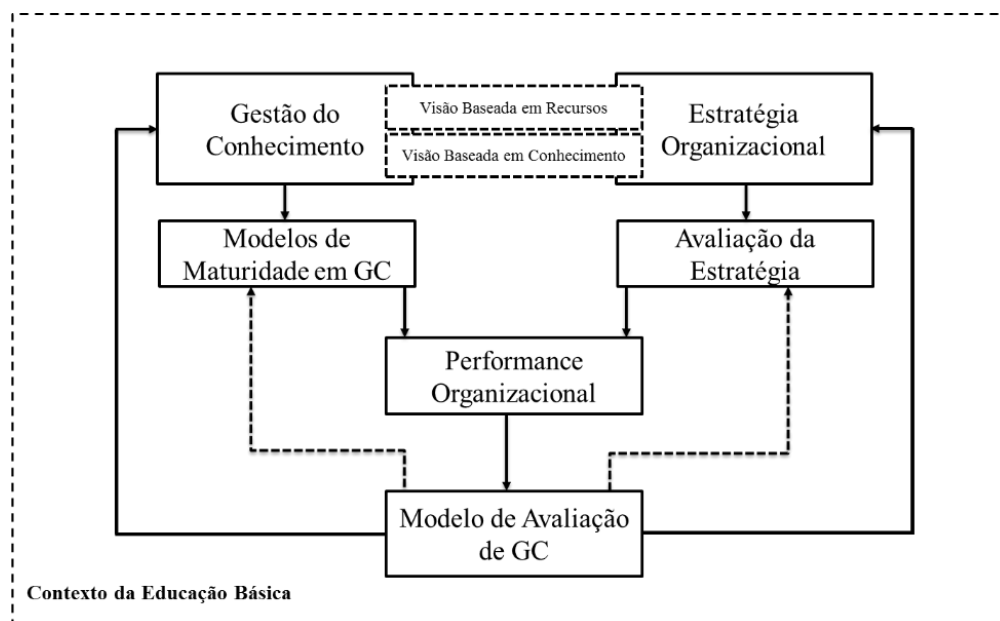 Gestão do
Conhecimento
Visão Baseada em Recursos
Visão Baseada em Conhecimento
Estratégia
Organizacional
Modelos de
Maturidade em GC
Avaliação da
Estratégia
Performance
Organizacional
Modelo de Avaliação
de GC
Contexto da Educação Básica